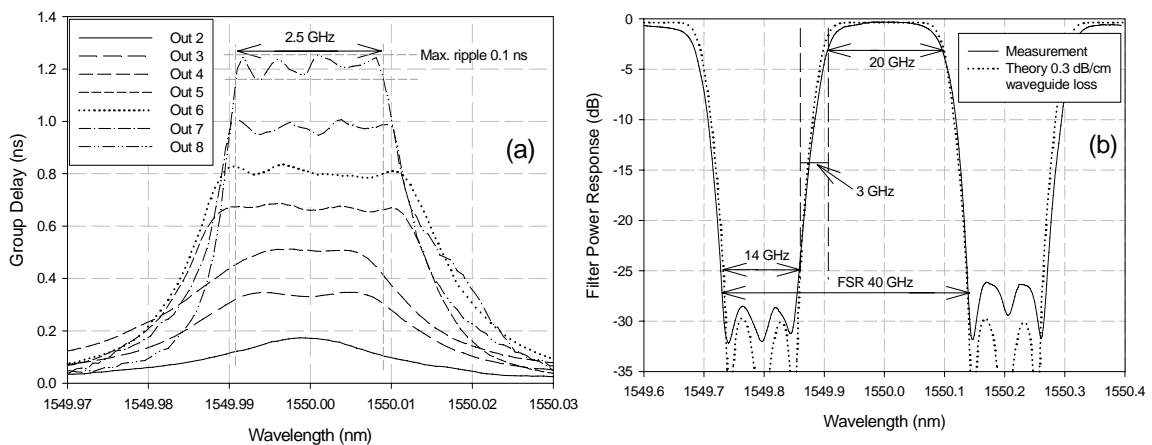 1.4
1.2
1.0
0.8
0.6
0.4
0.2
0.0
Group Delay (ns)
Out 2
Out 3
Out 4
Out 5
Out 6
Out 7
Out 8
2.5 GHz
Max. ripple 0.1 ns
(a)
1549.97
1549.98
1549.99
1550.00
1550.01
1550.02
1550.03
Wavelength (nm)
0
-5
-10
-15
-20
-25
-30
-35
Filter Power Response (dB)
Measurement
Theory 0.3 dB/cm
waveguide loss
20 GHz
(b)
3 GHz
14 GHz
FSR 40 GHz
1549.6
1549.7
1549.8
1549.9
1550.0
1550.1
1550.2
1550.3
1550.4
Wavelength (nm)